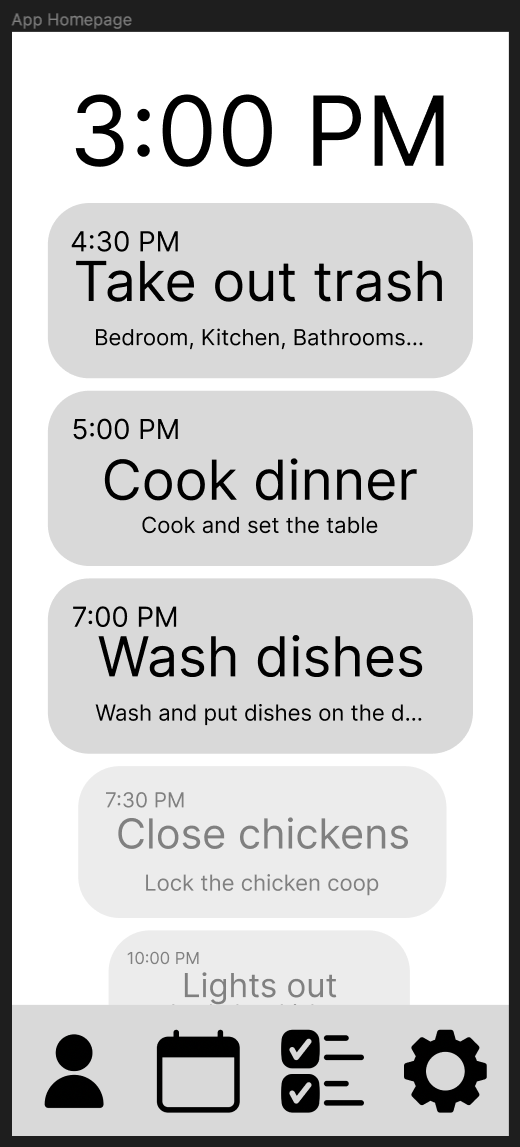 App Homepage
3:00 PM
4:30 PM
Take out trash
Bedroom, Kitchen, Bathrooms...
5:00 PM
Cook dinner
Cook and set the table
7:00 PM
Wash dishes
Wash and put dishes on the d...
7:30 PM
Close chickens
Lock the chicken coop
10:00 PM
Lights out